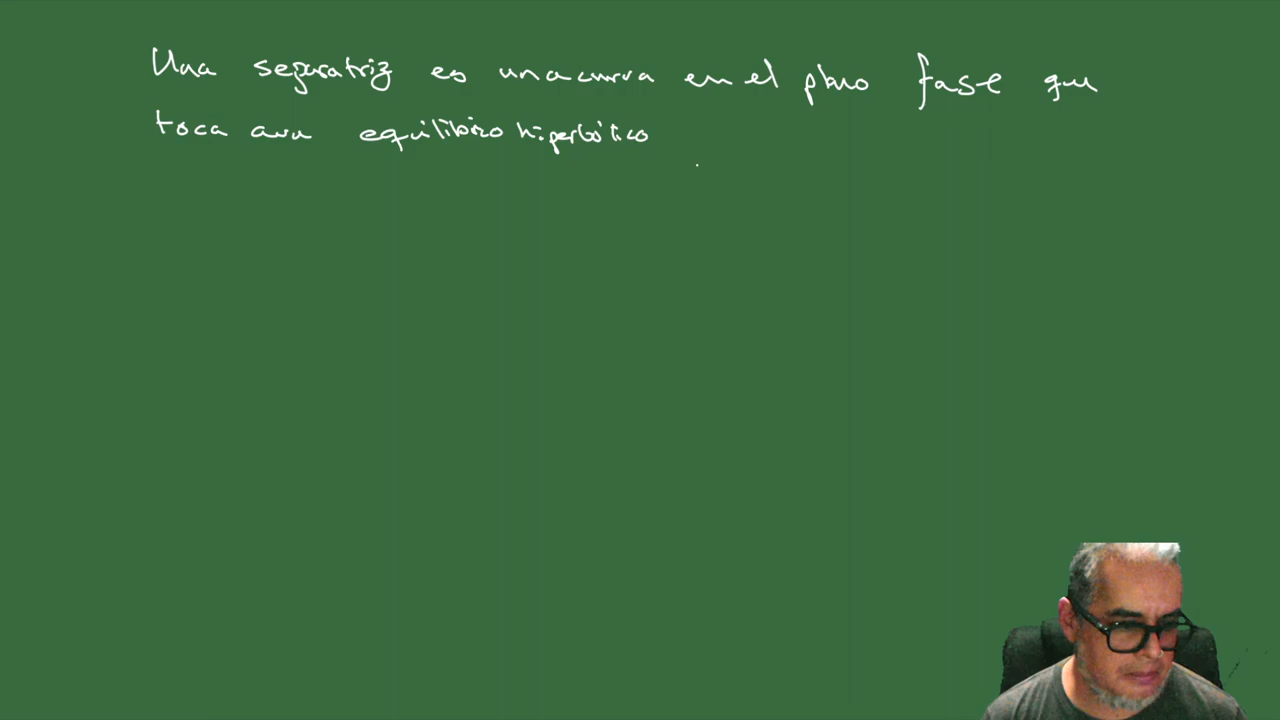 Una separatriz es una curva en el plano fase que
toca a un equilibrio hiperbólico